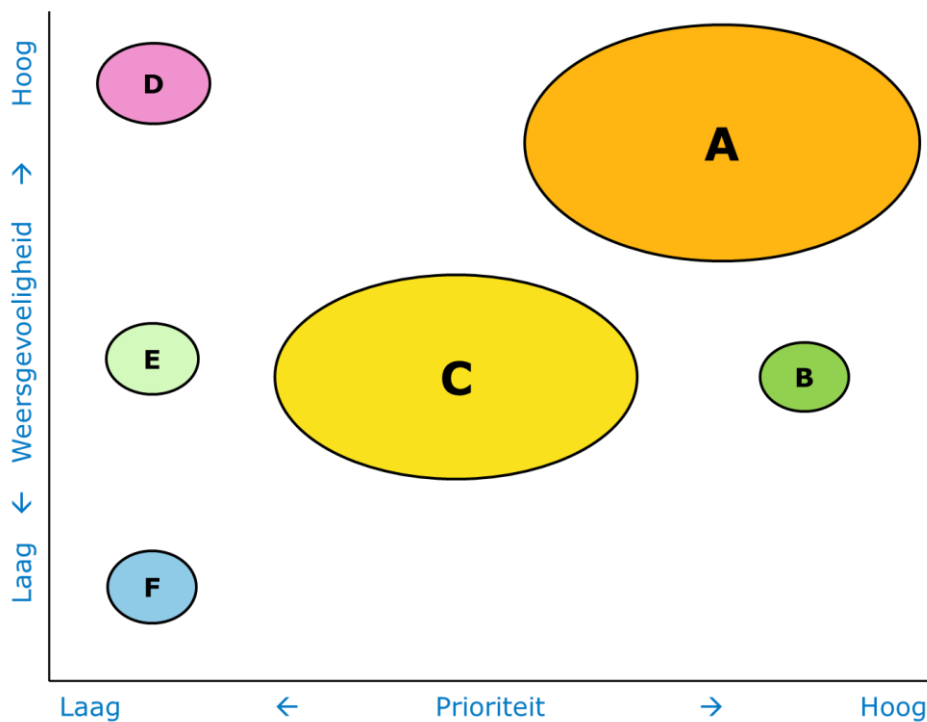 Laag ← Weersgevoeligheid → Hoog
D
A
E
C
B
F
Laag ← Prioriteit → Hoog